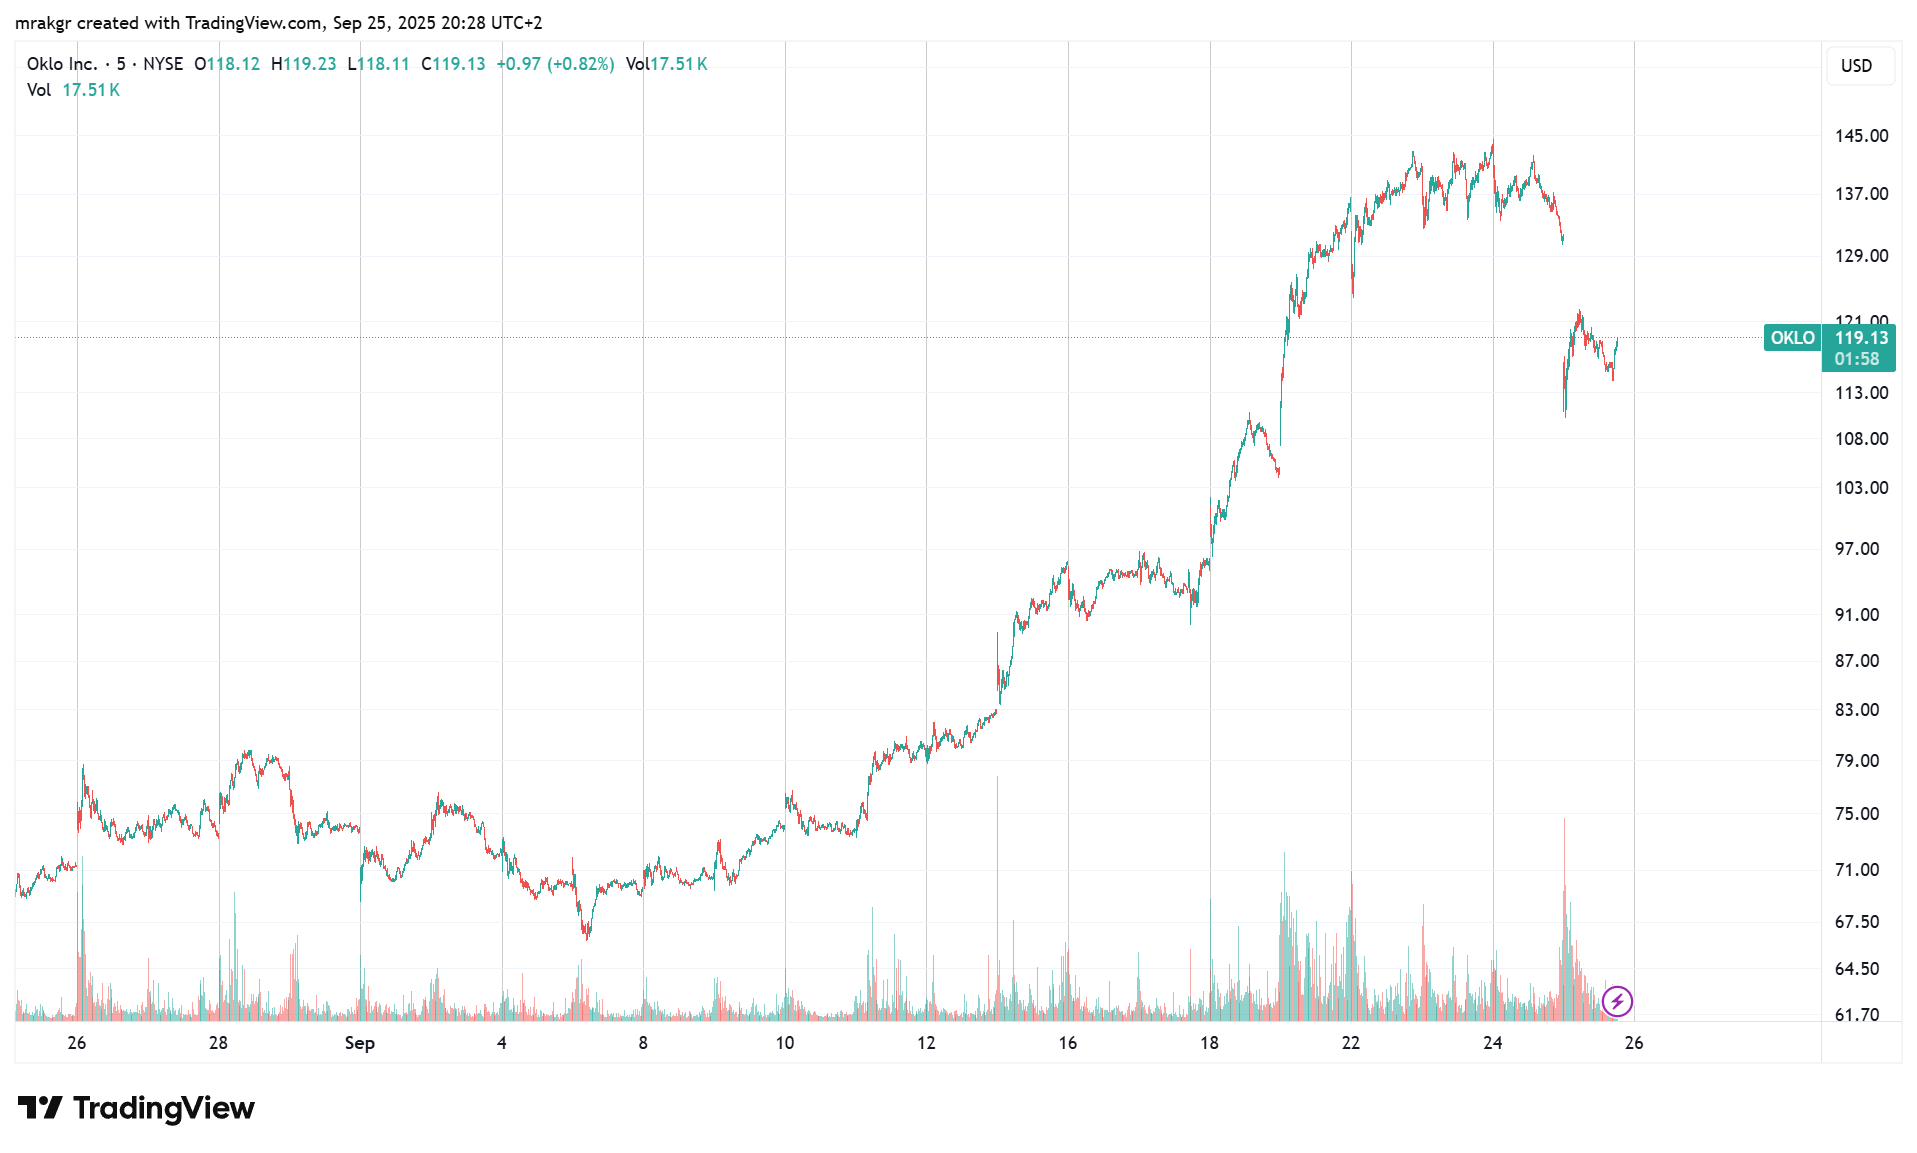 mrakgr created with TradingView.com, Sep 25, 2025 20:28 UTC+2
Oklo Inc. · 5 · NYSE O118.12 H119.23 L118.11 C119.13 +0.97 (+0.82%) Vol17.51K
Vol 17.51K
USD
145.00
137.00
129.00
121.00
OKLO 119.13
01:58
113.00
108.00
103.00
97.00
91.00
87.00
83.00
79.00
75.00
71.00
67.50
64.50
61.70
26 28 Sep 4 8 10 12 16 18 22 24 26
TradingView